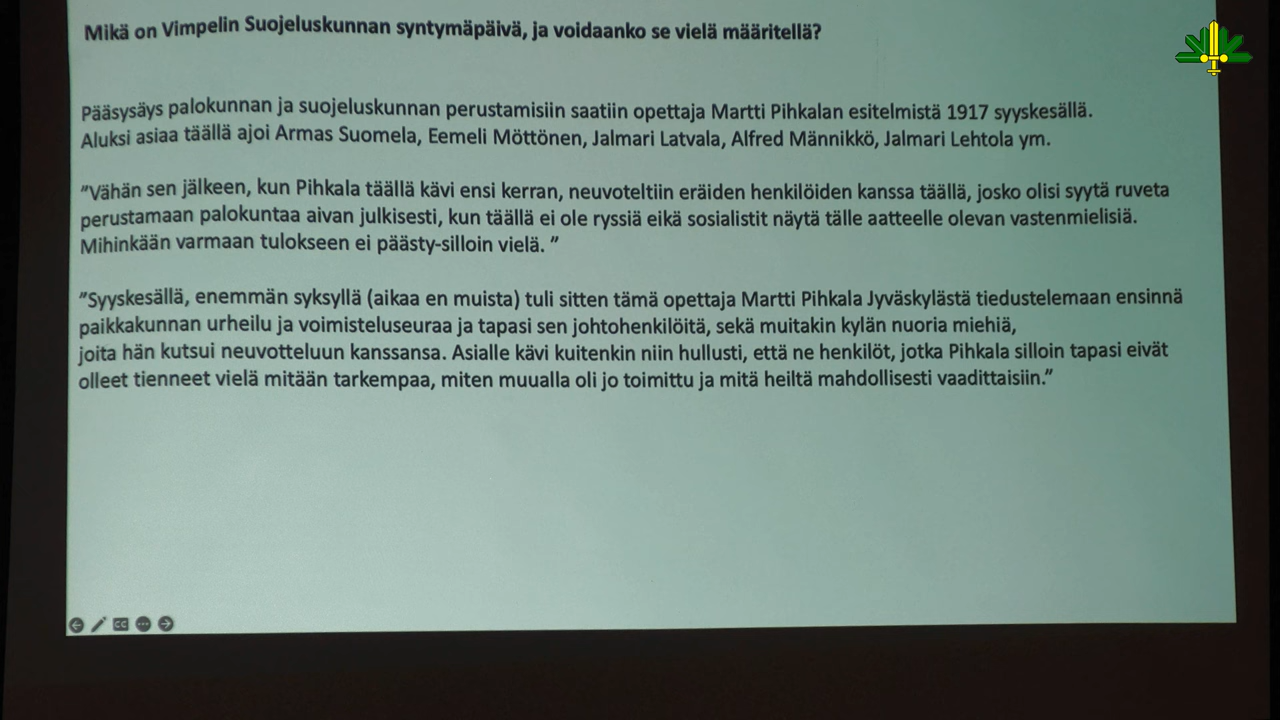 Mikä on Vimpelin Suojeluskunnan syntymäpäivä, ja voidaanko se vielä määritellä?
Pääsysäys palokunnan ja suojeluskunnan perustamisiin saatiin opettaja Martti Pihkalan esitelmistä 1917 syyskesällä.
Aluksi asiaa täällä ajoi Armas Suomela, Eemeli Möttönen, Jalmari Latvala, Alfred Männikkö, Jalmari Lehtola ym.
"Vähän sen jälkeen, kun Pihkala täällä kävi ensi kerran, neuvoteltiin eräiden henkilöiden kanssa täällä, josko olisi syytä ruveta
perustamaan palokuntaa aivan julkisesti, kun täällä ei ole ryssiä eikä sosialistit näytä tälle aatteelle olevan vastenmielisiä.
Mihinkään varmaan tulokseen ei päästy-silloin vielä. "
"Syyskesällä, enemmän syksyllä (aikaa en muista) tuli sitten tämä opettaja Martti Pihkala Jyväskylästä tiedustelemaan ensinnä
paikkakunnan urheilu ja voimisteluseuraa ja tapasi sen johtohenkilöitä, sekä muitakin kylän nuoria miehiä,
joita hän kutsui neuvotteluun kanssansa. Asialle kävi kuitenkin niin hullusti, että ne henkilöt, jotka Pihkala silloin tapasi eivät
olleet tienneet vielä mitään tarkempaa, miten muualla oli jo toimittu ja mitä heiltä mahdollisesti vaadittaisiin."
CC